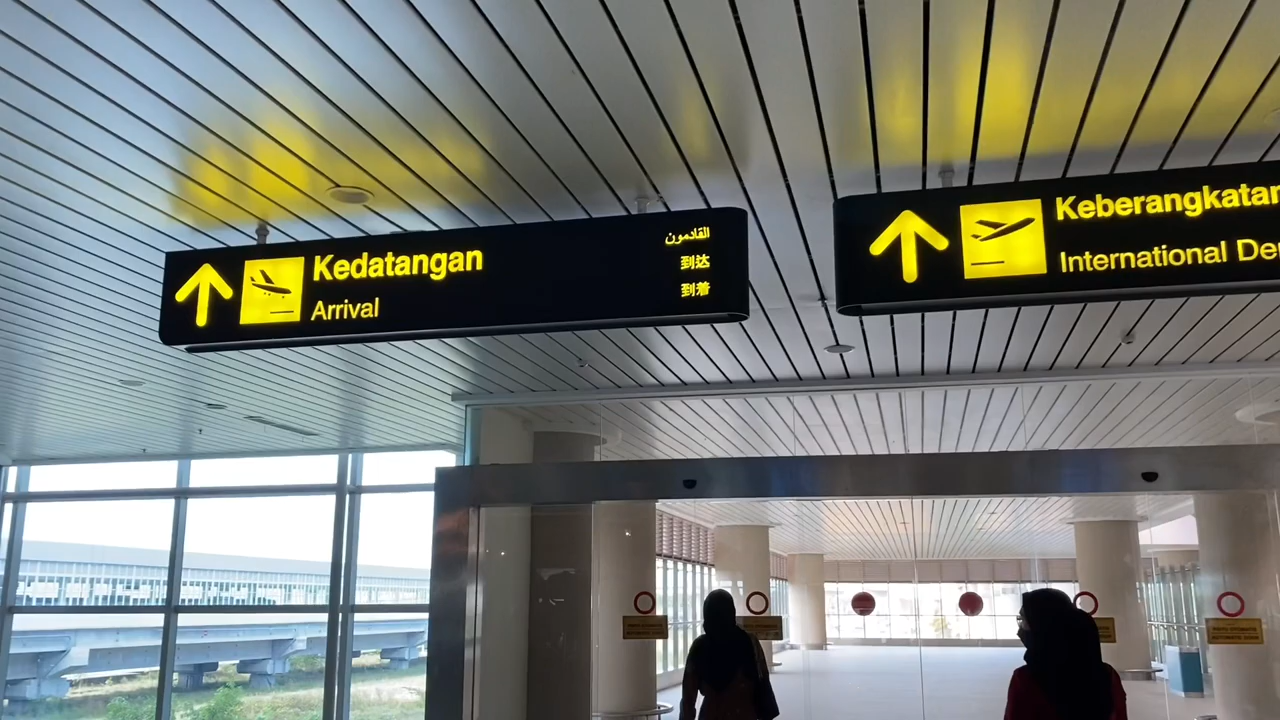 Kedatangan
Arrival
القادمون
到达
到着
Keberangkatan
International De